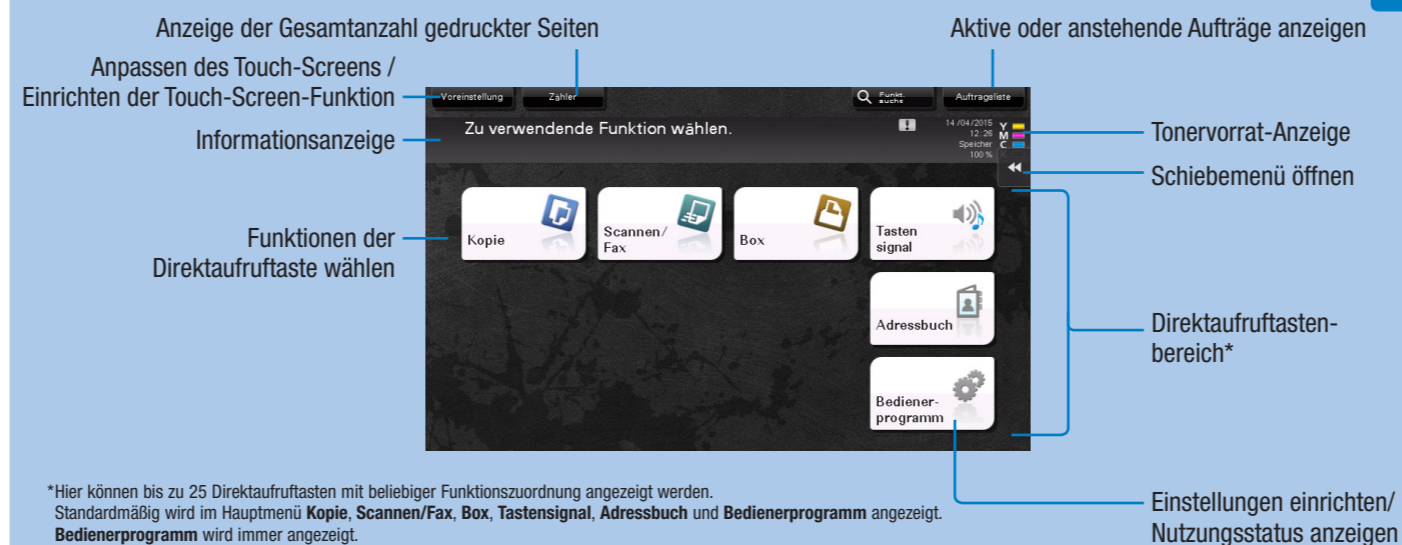 Anzeige der Gesamtanzahl gedruckter Seiten
Aktive oder anstehende Aufträge anzeigen
Anpassen des Touch-Screens /
Einrichten der Touch-Screen-Funktion
Voreinstellung
Zähler
Funkt.
suche
Auftragsliste
Informationsanzeige
Zu verwendende Funktion wählen.
14 /04/2015
12:26
Speicher
100 %
Y
M
C
K
Tonervorrat-Anzeige
Schiebemenü öffnen
Funktionen der
Direktaufruftaste wählen
Kopie
Scannen/
Fax
Box
Tasten
signal
Adressbuch
Bediener-
programm
Direktaufruftasten-
bereich*
Einstellungen einrichten/
Nutzungsstatus anzeigen
*Hier können bis zu 25 Direktaufruftasten mit beliebiger Funktionszuordnung angezeigt werden.
Standardmäßig wird im Hauptmenü Kopie, Scannen/Fax, Box, Tastensignal, Adressbuch und Bedienerprogramm angezeigt.
Bedienerprogramm wird immer angezeigt.